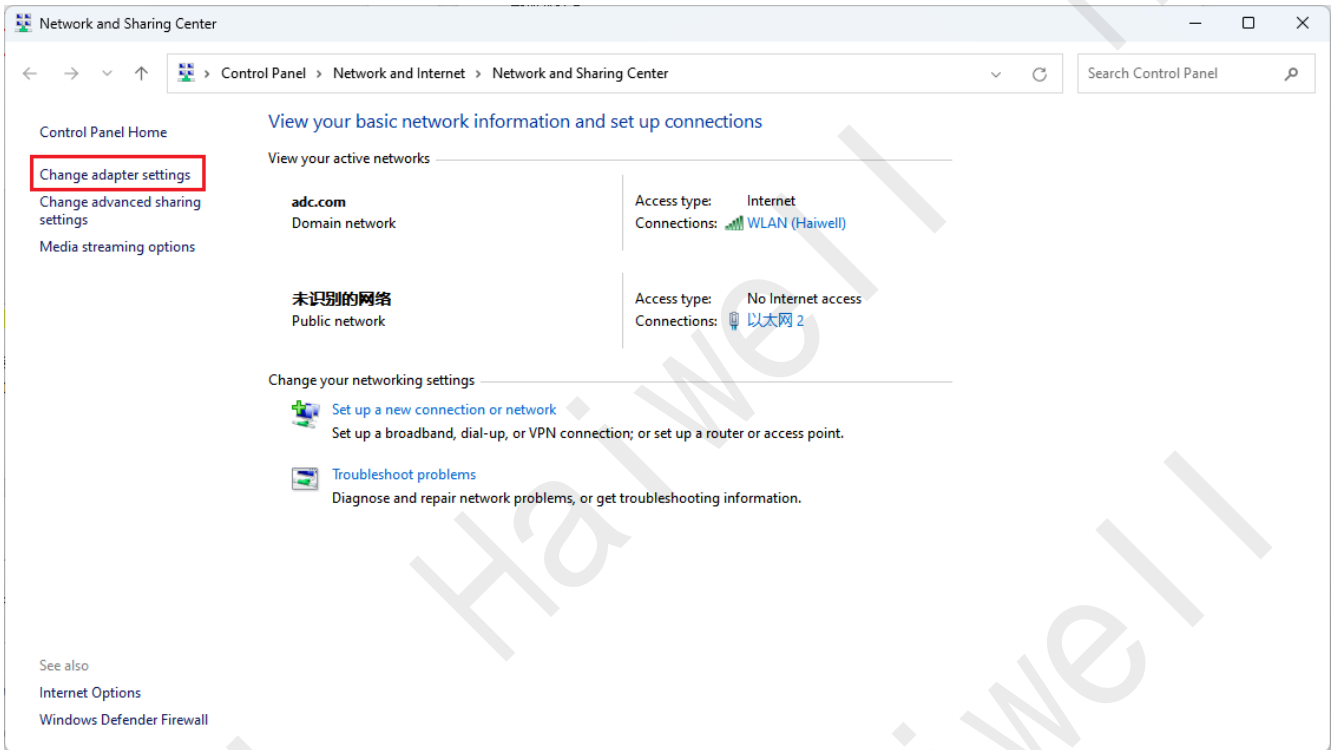 Network and Sharing Center
Control Panel > Network and Internet > Network and Sharing Center
Search Control Panel
Control Panel Home
Change adapter settings
Change advanced sharing
settings
Media streaming options
View your basic network information and set up connections
View your active networks
adc.com
Domain network
Access type: Internet
Connections: WLAN (Haiwell)
未识别的网络
Public network
Access type: No Internet access
Connections: 以太网 2
Change your networking settings
Set up a new connection or network
Set up a broadband, dial-up, or VPN connection; or set up a router or access point.
Troubleshoot problems
Diagnose and repair network problems, or get troubleshooting information.
See also
Internet Options
Windows Defender Firewall
Haiwell